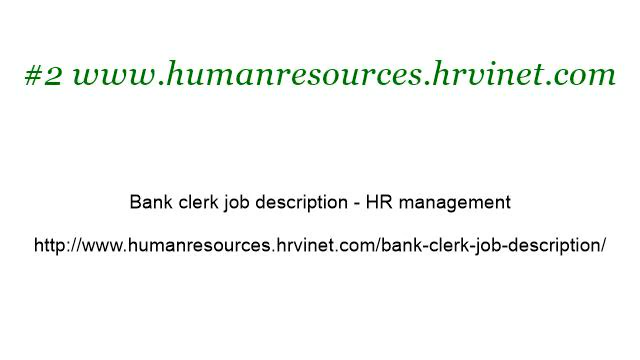 #2 www.humanresources.hrvinet.com
Bank clerk job description - HR management
http://www.humanresources.hrvinet.com/bank-clerk-job-description/